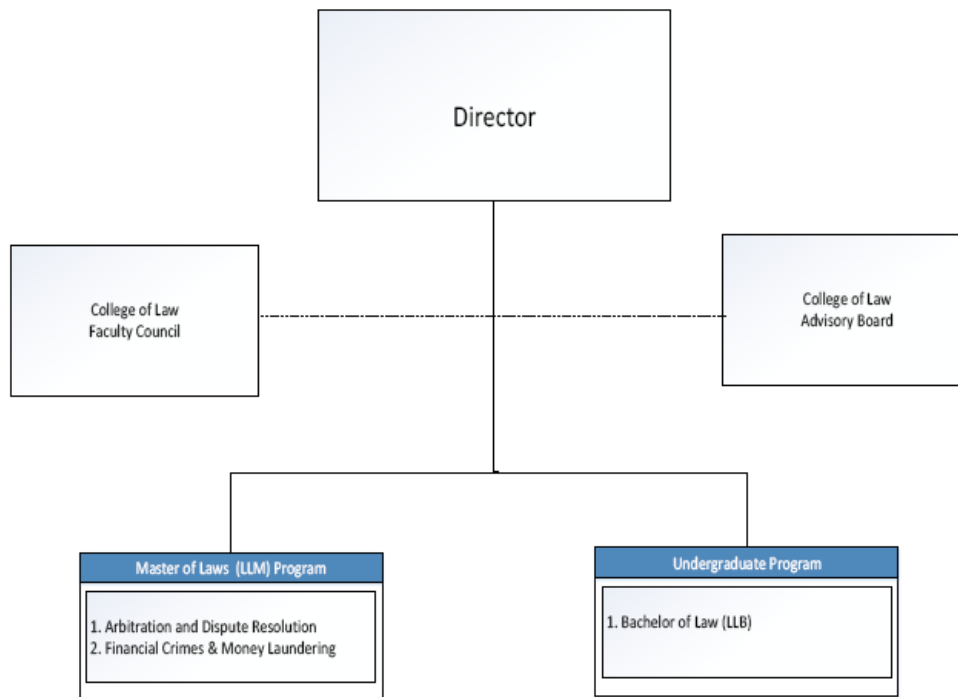 Director
College of Law
Faculty Council
College of Law
Advisory Board
Master of Laws (LLM) Program
1. Arbitration and Dispute Resolution
2. Financial Crimes & Money Laundering
Undergraduate Program
1. Bachelor of Law (LLB)